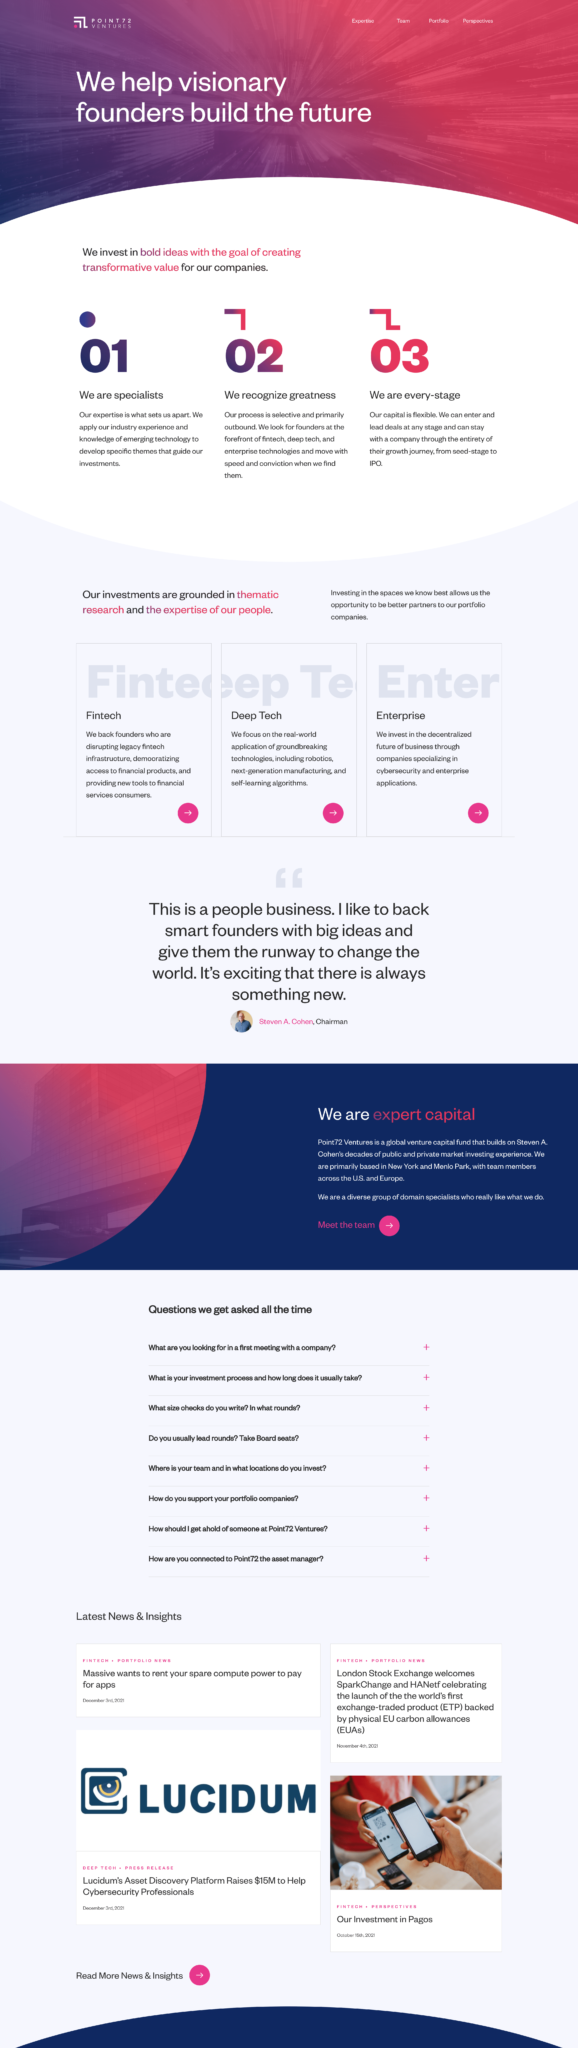 POINT72
VENTURES
Expertise
Team
Portfolio
Perspectives
We help visionary
founders build the future
We invest in bold ideas with the goal of creating
transformative value for our companies.
01
We are specialists
Our expertise is what sets us apart. We
apply our industry experience and
knowledge of emerging technology to
develop specific themes that guide our
investments.
02
We recognize greatness
Our process is selective and primarily
outbound. We look for founders at the
forefront of fintech, deep tech, and
enterprise technologies and move with
speed and conviction when we find
them.
03
We are every-stage
Our capital is flexible. We can enter and
lead deals at any stage and can stay
with a company through the entirety of
their growth journey, from seed-stage to
IPO.
Our investments are grounded in thematic
research and the expertise of our people.
Investing in the spaces we know best allows us the
opportunity to be better partners to our portfolio
companies.
Fintec
Fintech
We back founders who are
disrupting legacy fintech
infrastructure, democratizing
access to financial products, and
providing new tools to financial
services consumers.
eep Te
Deep Tech
We focus on the real-world
application of groundbreaking
technologies, including robotics,
next-generation manufacturing, and
self-learning algorithms.
Enter
Enterprise
We invest in the decentralized
future of business through
companies specializing in
cybersecurity and enterprise
applications.
“
This is a people business. I like to back
smart founders with big ideas and
give them the runway to change the
world. It's exciting that there is always
something new.
Steven A. Cohen, Chairman
We are expert capital
Point72 Ventures is a global venture capital fund that builds on Steven A.
Cohen's decades of public and private market investing experience. We
are primarily based in New York and Menlo Park, with team members
across the U.S. and Europe.
We are a diverse group of domain specialists who really like what we do.
Meet the team
Questions we get asked all the time
What are you looking for in a first meeting with a company?
What is your investment process and how long does it usually take?
What size checks do you write? In what rounds?
Do you usually lead rounds? Take Board seats?
Where is your team and in what locations do you invest?
How do you support your portfolio companies?
How should I get ahold of someone at Point72 Ventures?
How are you connected to Point72 the asset manager?
Latest News & Insights
FINTECH • PORTFOLIO NEWS
Massive wants to rent your spare compute power to pay
for apps
December 3rd, 2021
LUCIDUM
DEEP TECH • PRESS RELEASE
Lucidum's Asset Discovery Platform Raises $15M to Help
Cybersecurity Professionals
December 3rd, 2021
FINTECH • PORTFOLIO NEWS
London Stock Exchange welcomes
SparkChange and HANetf celebrating
the launch of the the world's first
exchange-traded product (ETP) backed
by physical EU carbon allowances
(EUAs)
November 4th, 2021
FINTECH • PERSPECTIVES
Our Investment in Pagos
October 19th, 2021
Read More News & Insights